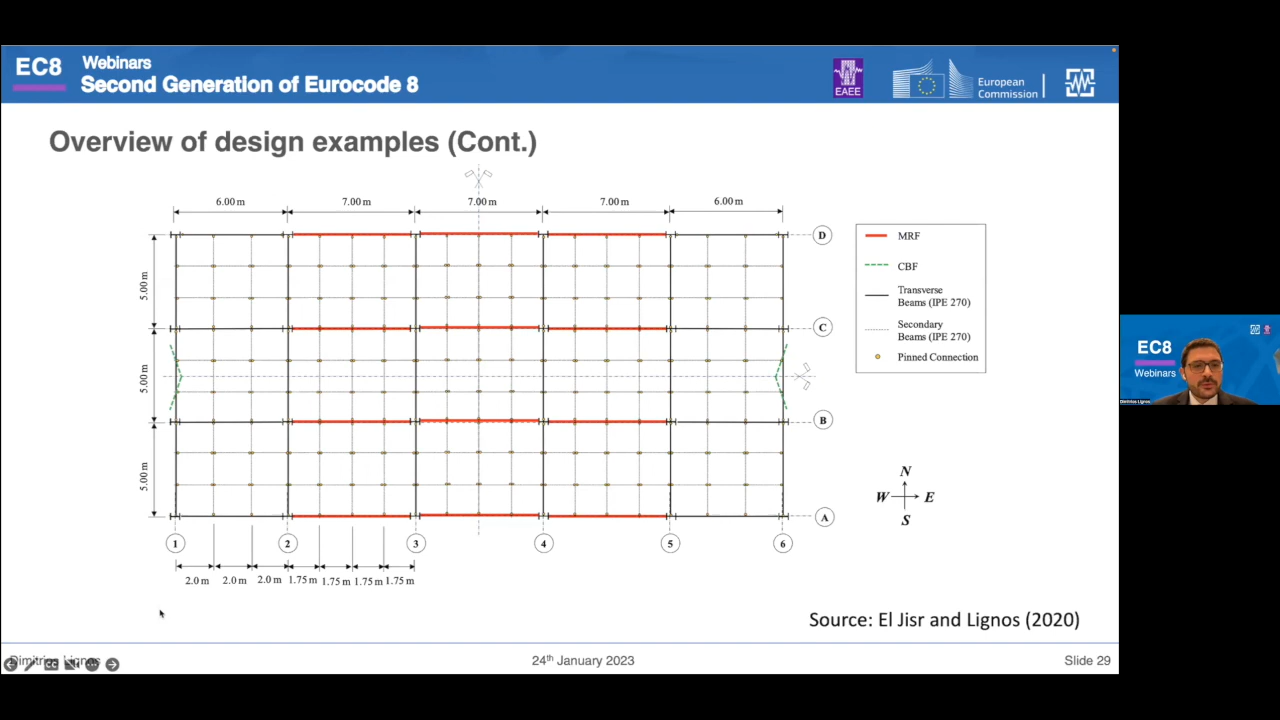 EC8
Webinars
Second Generation of Eurocode 8
EAEE
European
Commission
Overview of design examples (Cont.)
6.00 m
7.00 m
7.00 m
7.00 m
6.00 m
D
5.00 m
C
5.00 m
B
5.00 m
A
1
2
3
4
5
6
2.0 m
2.0 m
2.0 m
1.75 m
1.75 m
1.75 m
1.75 m
MRF
CBF
Transverse
Beams (IPE 270)
Secondary
Beams (IPE 270)
Pinned Connection
N
W
E
S
Source: El Jisr and Lignos (2020)
Dimitrios Lignos
24th January 2023
Slide 29
EC8
Webinars
Dimitrios Lignos